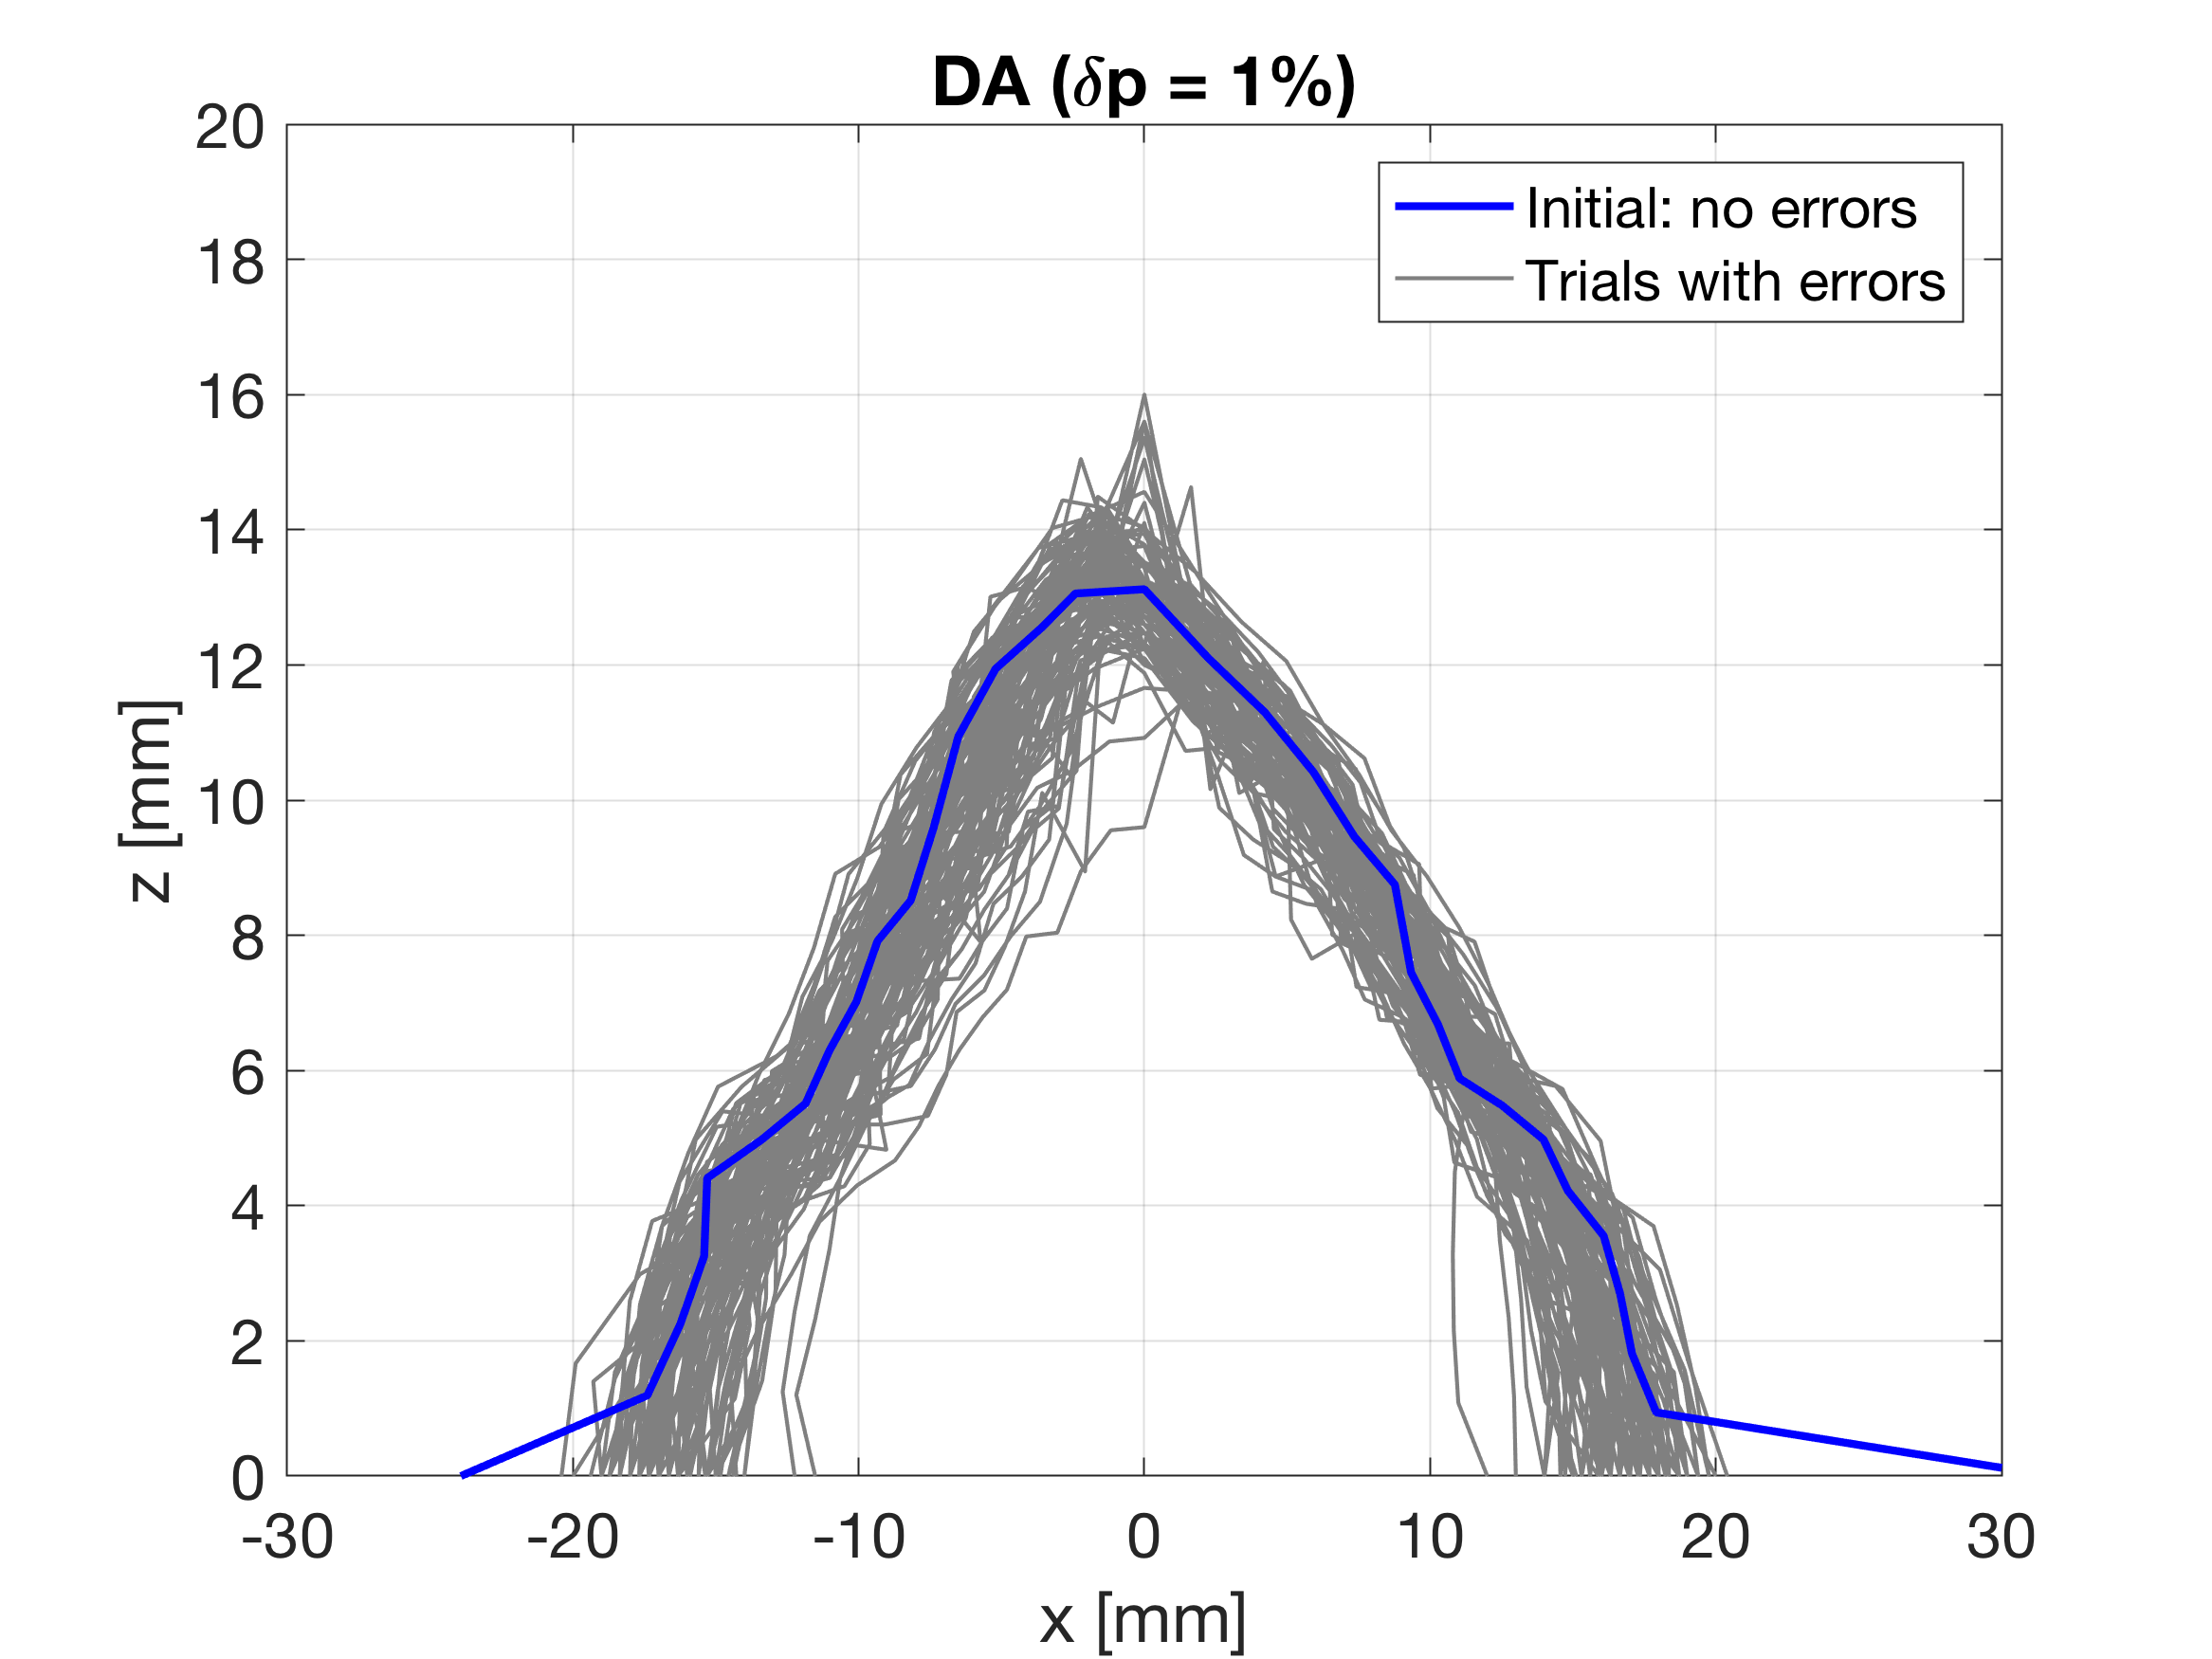 DA (δp = 1%)
Initial: no errors
Trials with errors
20
18
16
14
12
10
8
6
4
2
0
z [mm]
-30 -20 -10 0 10 20 30
x [mm]